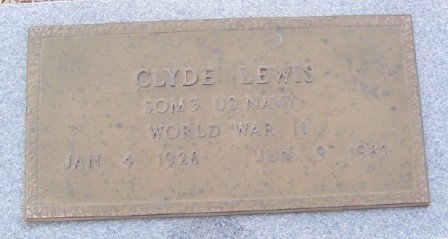 CLYDE LEWIS
SOM3 US NAVY
WORLD WAR II
JAN 4 1928 JUN 9 1982